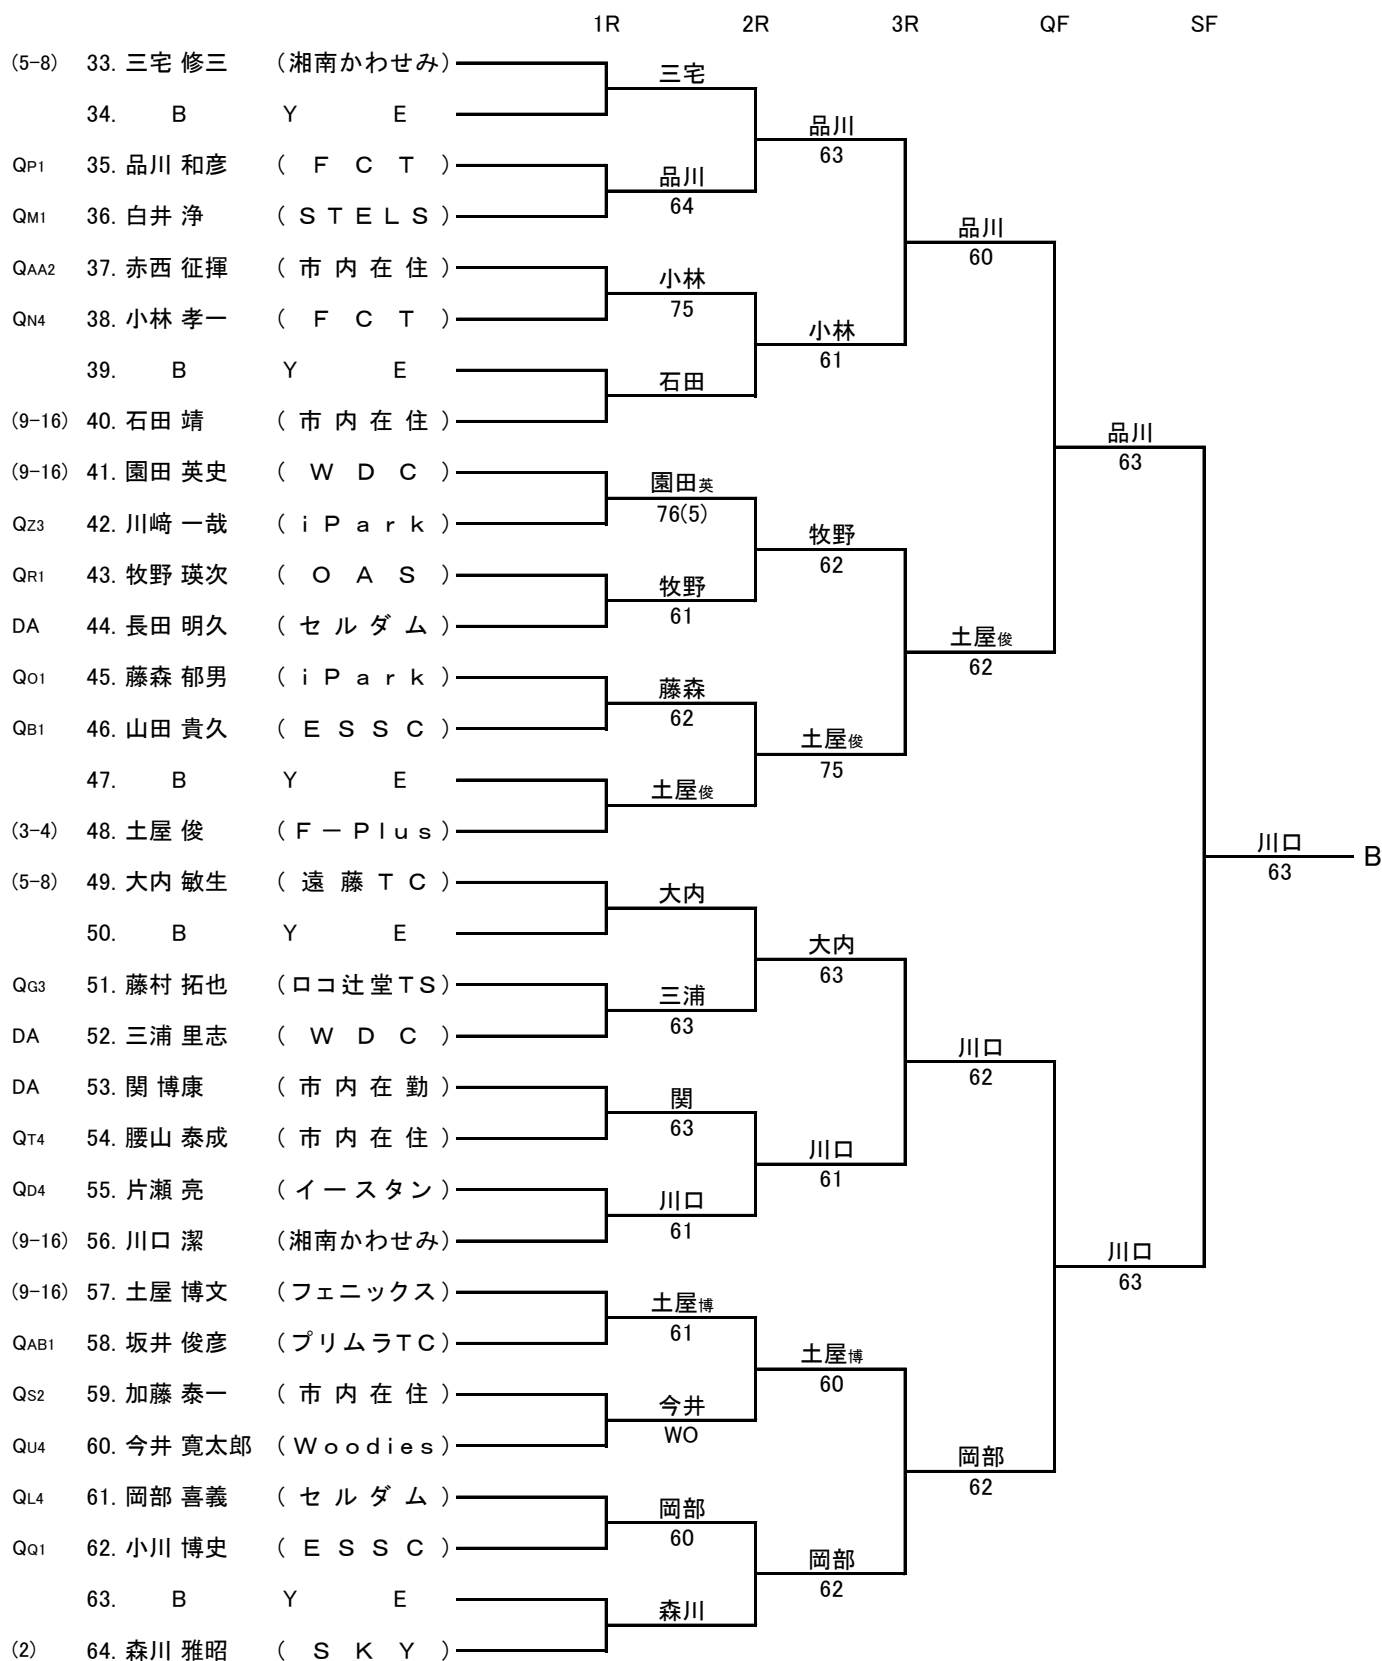 1R 2R 3R QF SF
(5-8) 33. 三宅 修三 (湘南かわせみ)
三宅
34. B Y E
品川
63
QP1 35. 品川 和彦 (FCT)
品川
64
QM1 36. 白井 浄 (STELS)
品川
60
QAA2 37. 赤西 征揮 (市内在住)
小林
75
QN4 38. 小林 孝一 (FCT)
小林
61
39. B Y E
石田
(9-16) 40. 石田 靖 (市内在住)
品川
63
(9-16) 41. 園田 英史 (WDC)
園田英
76(5)
QZ3 42. 川﨑 一哉 (iPark)
牧野
62
QR1 43. 牧野 瑛次 (OAS)
牧野
61
DA 44. 長田 明久 (セルダム)
土屋俊
62
QO1 45. 藤森 郁男 (iPark)
藤森
62
QB1 46. 山田 貴久 (ESSC)
土屋俊
75
47. B Y E
土屋俊
(3-4) 48. 土屋 俊 (F-Plus)
川口
63
B
(5-8) 49. 大内 敏生 (遠藤TC)
大内
50. B Y E
大内
63
QG3 51. 藤村 拓也 (ロコ辻堂TS)
三浦
63
DA 52. 三浦 里志 (WDC)
川口
62
DA 53. 関 博康 (市内在勤)
関
63
QT4 54. 腰山 泰成 (市内在住)
川口
61
QD4 55. 片瀬 亮 (イースタン)
川口
61
(9-16) 56. 川口 潔 (湘南かわせみ)
川口
63
(9-16) 57. 土屋 博文 (フェニックス)
土屋博
61
QAB1 58. 坂井 俊彦 (プリムラTC)
土屋博
60
QS2 59. 加藤 泰一 (市内在住)
今井
WO
QU4 60. 今井 寛太郎 (Woodies)
岡部
62
QL4 61. 岡部 喜義 (セルダム)
岡部
60
QQ1 62. 小川 博史 (ESSC)
岡部
62
63. B Y E
森川
(2) 64. 森川 雅昭 (SKY)